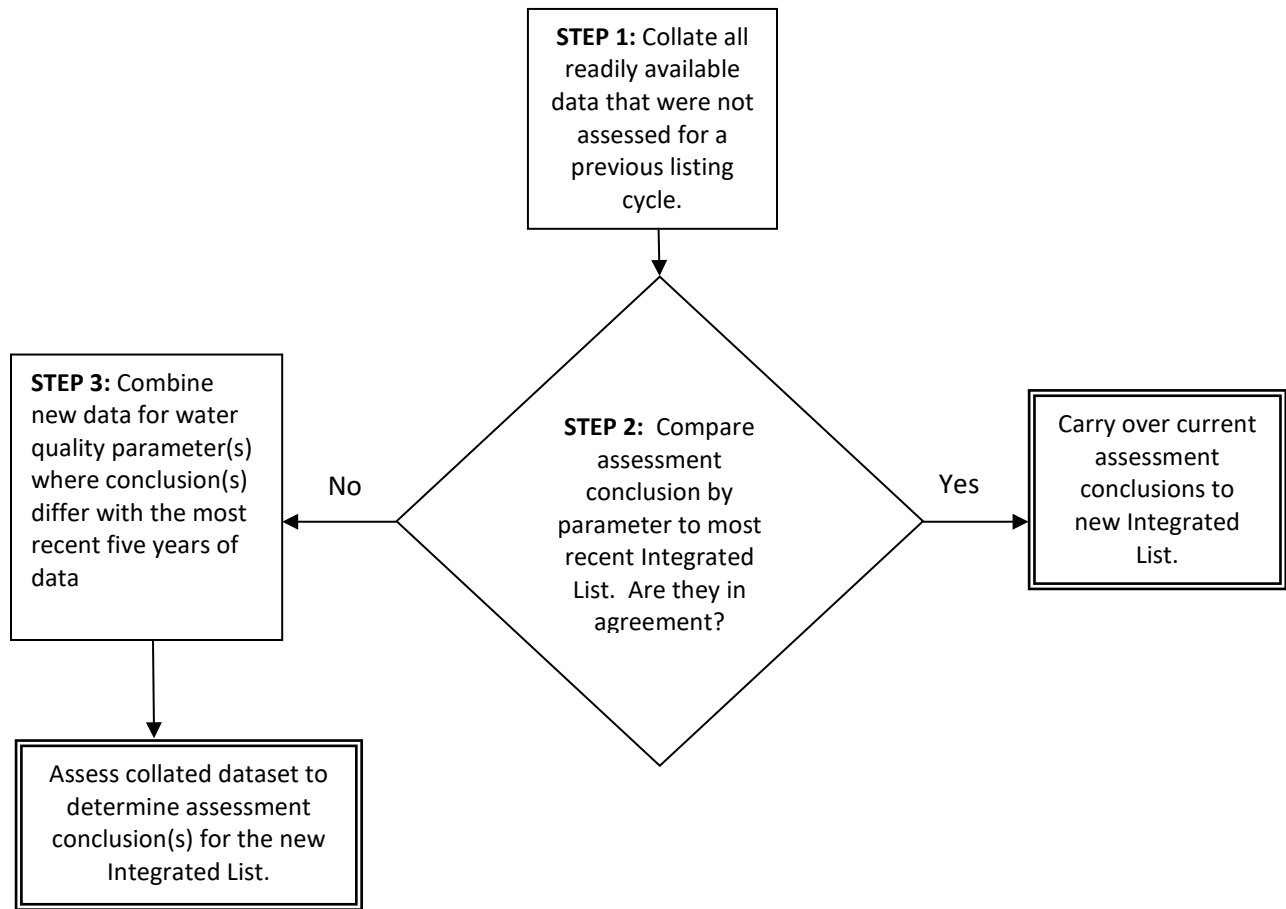 STEP 1: Collate all
readily available
data that were not
assessed for a
previous listing
cycle.
STEP 2:  Compare
assessment
conclusion by
parameter to most
recent Integrated
List.  Are they in
agreement?
No
Yes
STEP 3: Combine
new data for water
quality parameter(s)
where conclusion(s)
differ with the most
recent five years of
data
Carry over current
assessment
conclusions to
new Integrated
List.
Assess collated dataset to
determine assessment
conclusion(s) for the new
Integrated List.